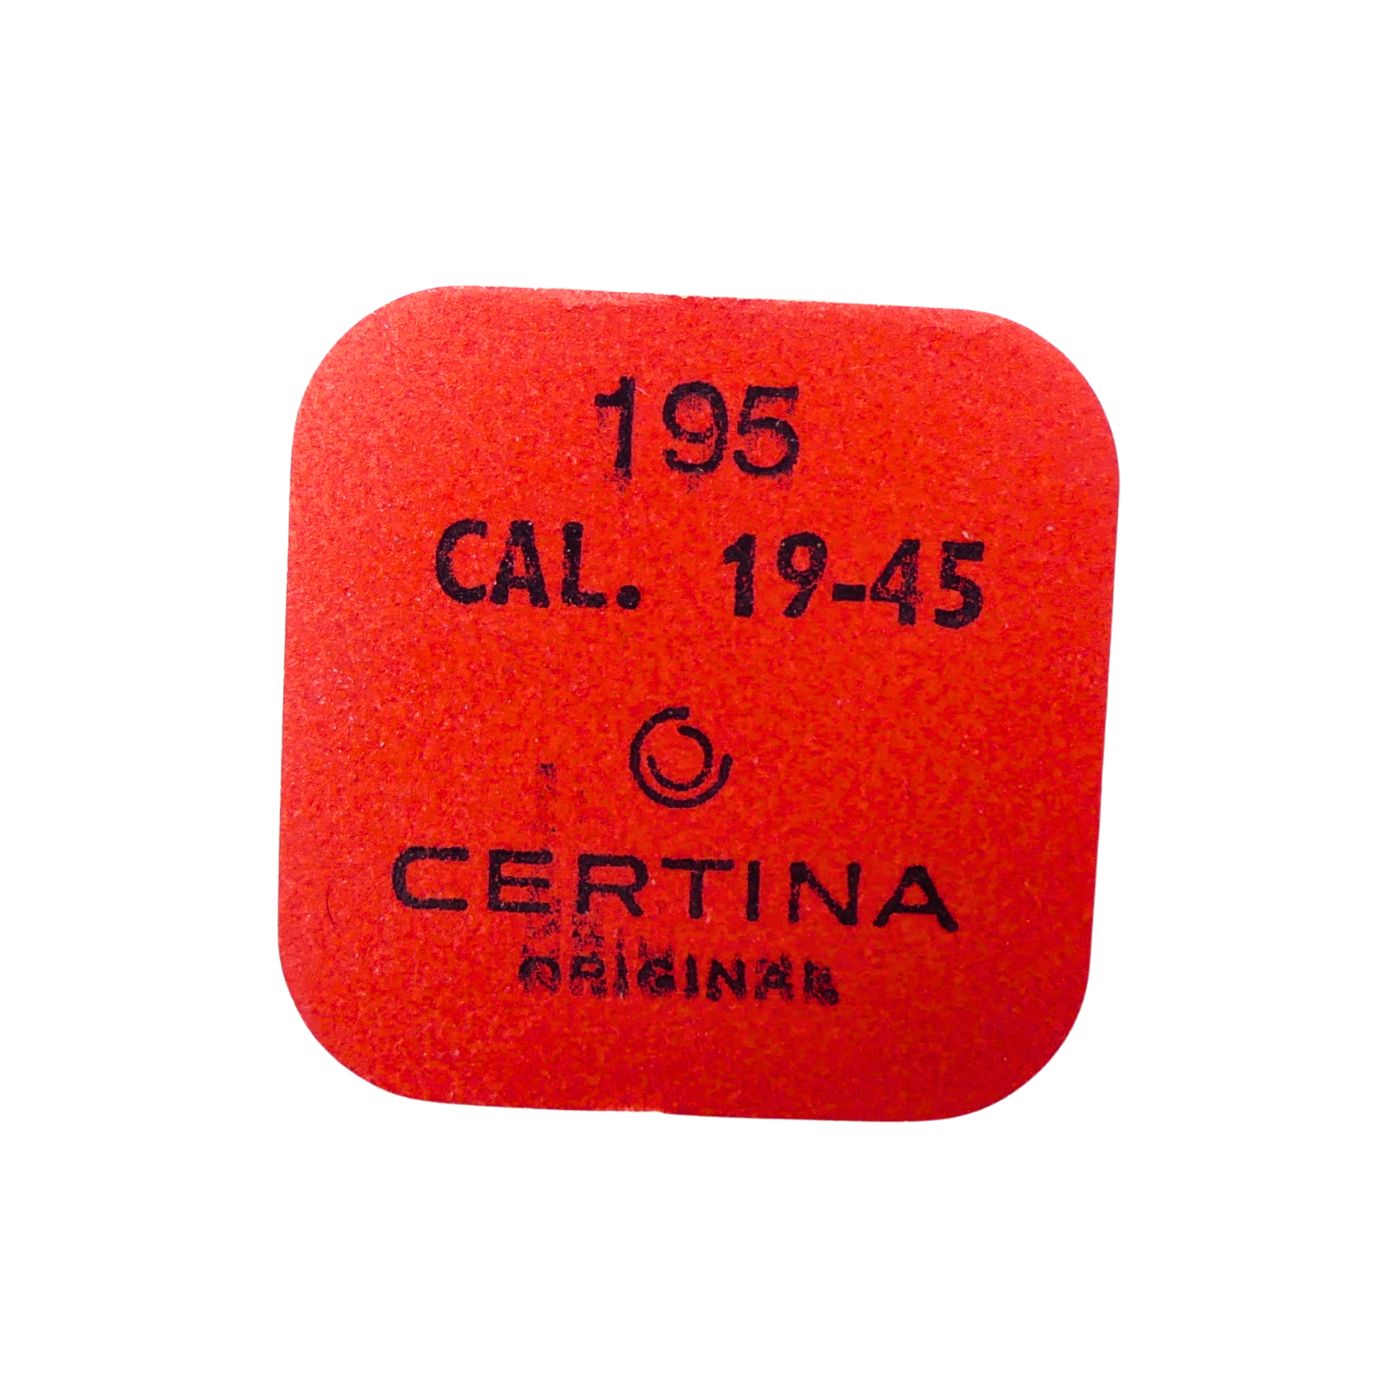 195
CAL. 19-45
CERTINA
ORIGINAL